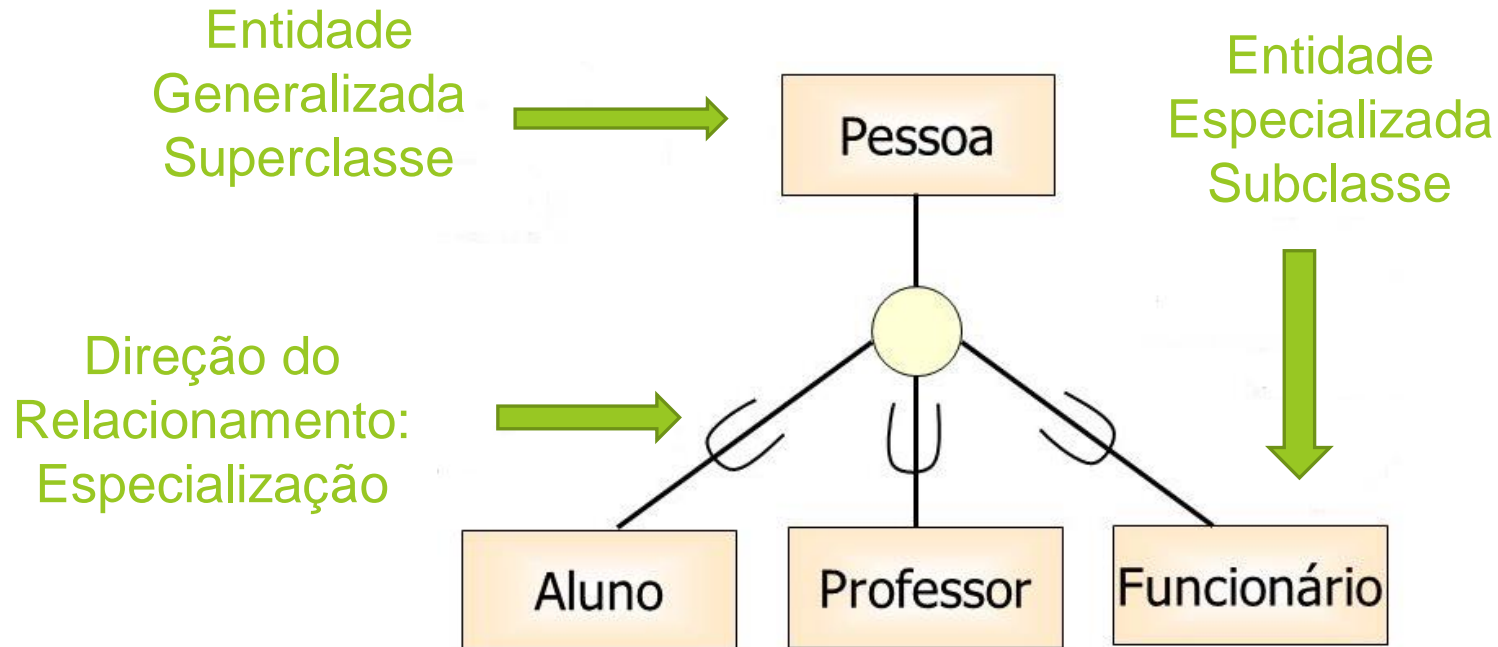 Entidade
Generalizada
Superclasse
Pessoa
Entidade
Especializada
Subclasse
Direção do
Relacionamento:
Especialização
Aluno
Professor
Funcionário